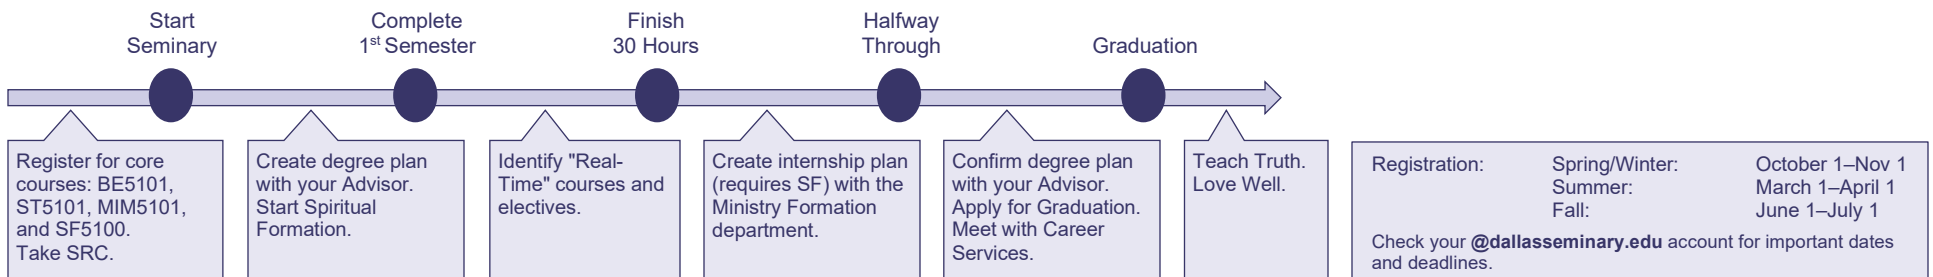 Start
Seminary
Complete
1st Semester
Finish
30 Hours
Halfway
Through
Graduation
Register for core
courses: BE5101,
ST5101, MIM5101,
and SF5100.
Take SRC.
Create degree plan
with your Advisor.
Start Spiritual
Formation.
Identify "Real-
Time" courses and
electives.
Create internship plan
(requires SF) with the
Ministry Formation
department.
Confirm degree plan
with your Advisor.
Apply for Graduation.
Meet with Career
Services.
Teach Truth.
Love Well.
Registration: Spring/Winter: October 1–Nov 1
Summer: March 1–April 1
Fall: June 1–July 1
Check your @dallasseminary.edu account for important dates
and deadlines.